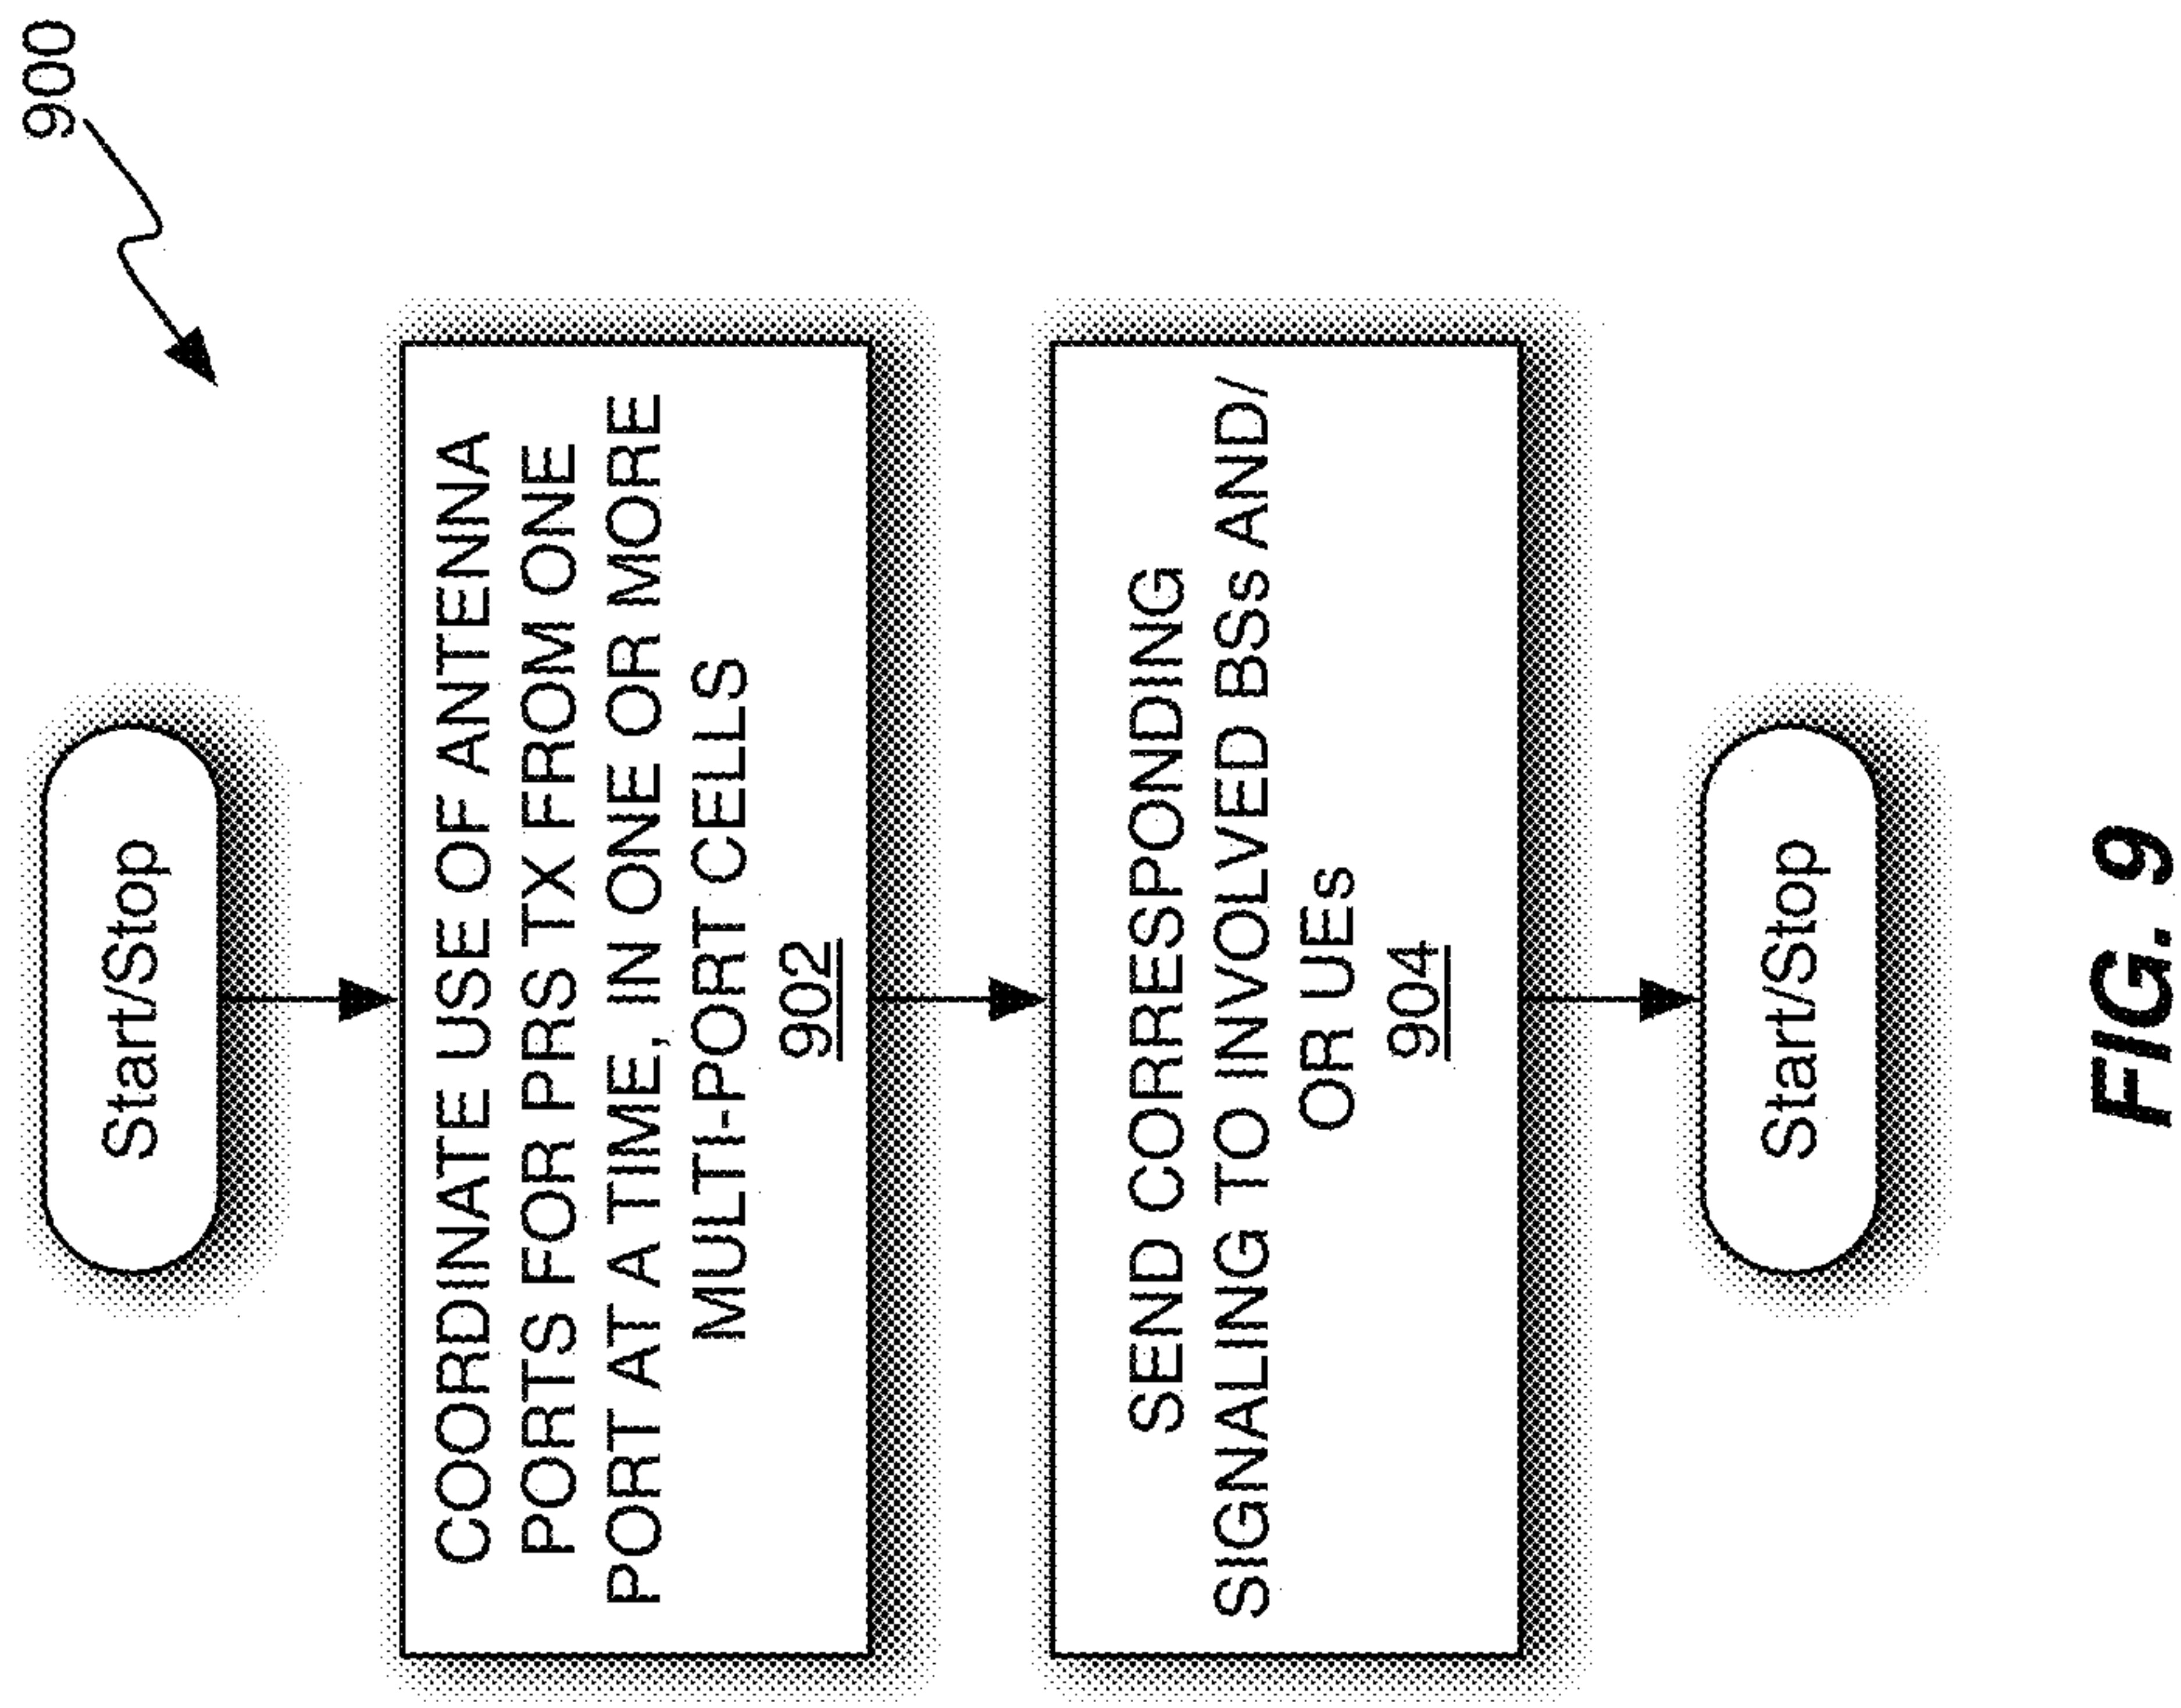 900
Start/Stop
COORDINATE USE OF ANTENNA
PORTS FOR PRS TX FROM ONE
PORT AT A TIME, IN ONE OR MORE
MULTI-PORT CELLS
902
SEND CORRESPONDING
SIGNALING TO INVOLVED BSs AND/
OR UEs
904
Start/Stop
FIG. 9